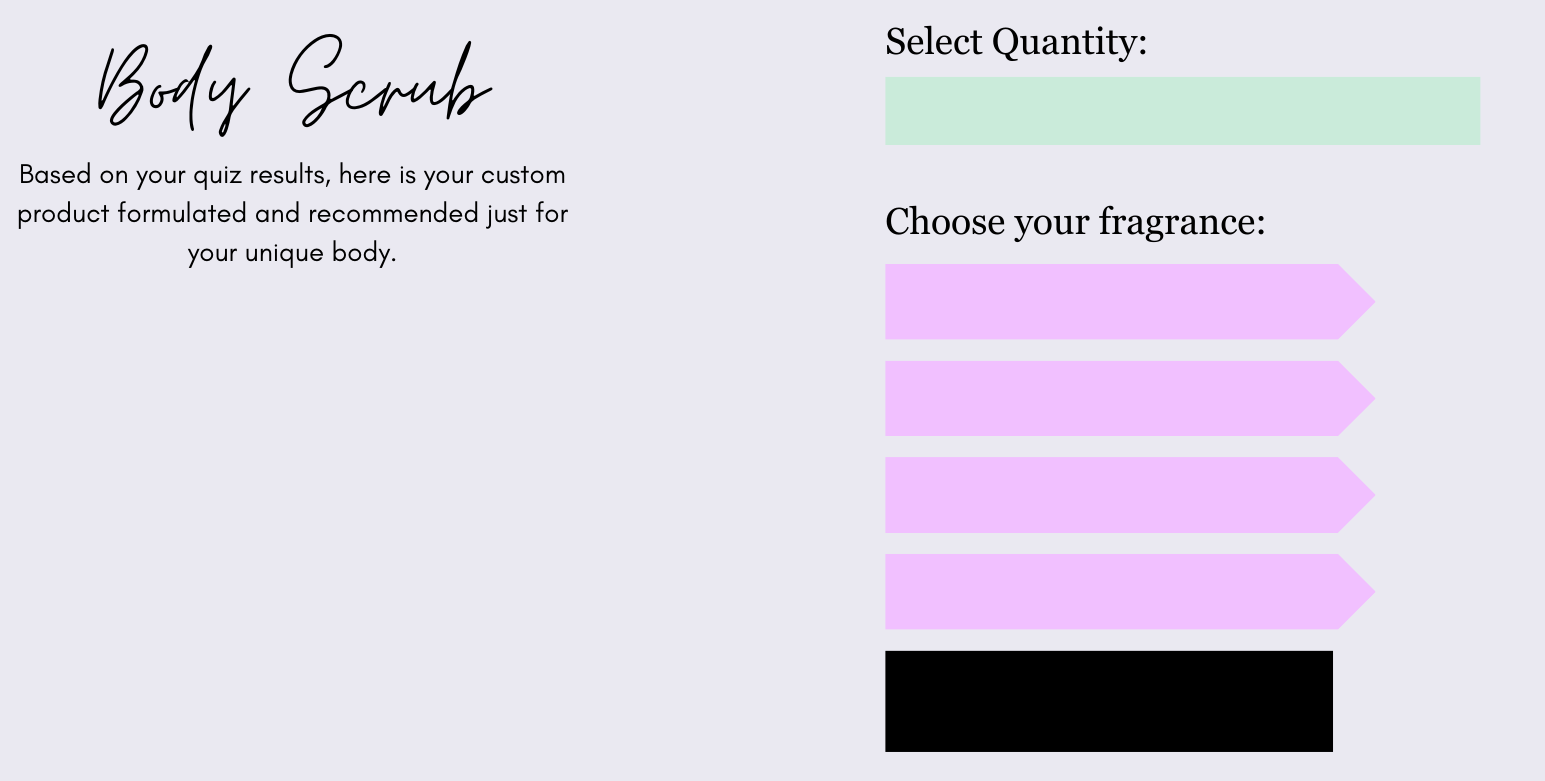 Body Scrub
Based on your quiz results, here is your custom
product formulated and recommended just for
your unique body.
Select Quantity:
Choose your fragrance: